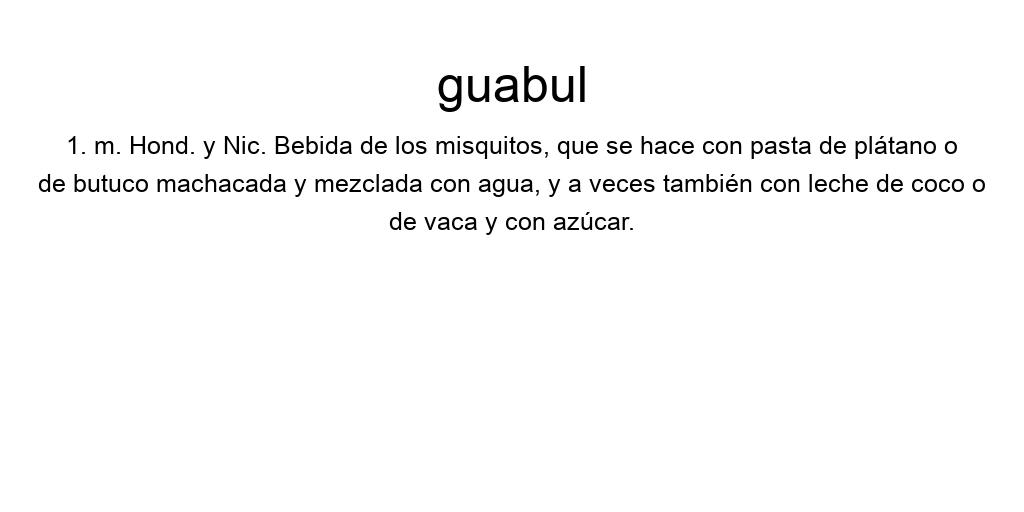 guabul
1. m. Hond. y Nic. Bebida de los misquitos, que se hace con pasta de plátano o
de butuco machacada y mezclada con agua, y a veces también con leche de coco o
de vaca y con azúcar.